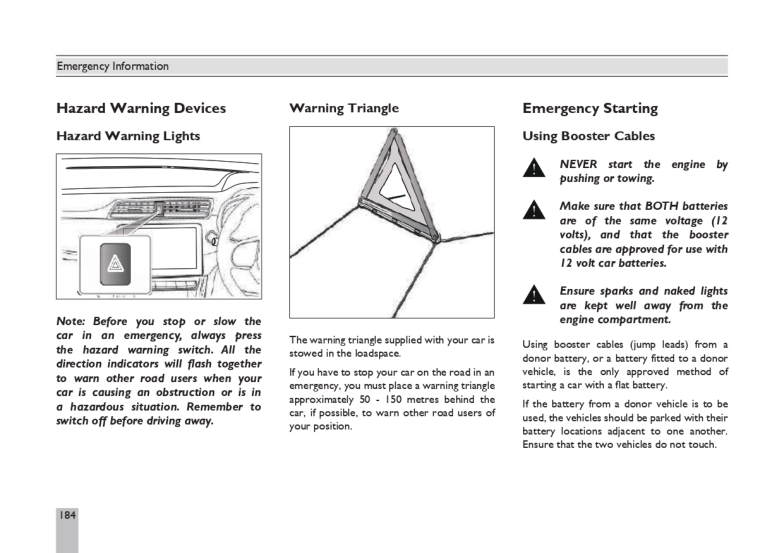 Emergency Information
Hazard Warning Devices
Hazard Warning Lights
Note: Before you stop or slow the
car in an emergency, always press
the hazard warning switch. All the
direction indicators will flash together
to warn other road users when your
car is causing an obstruction or is in
a hazardous situation. Remember to
switch off before driving away.
Warning Triangle
The warning triangle supplied with your car is
stowed in the loadspace.
If you have to stop your car on the road in an
emergency, you must place a warning triangle
approximately 50 - 150 metres behind the
car, if possible, to warn other road users of
your position.
Emergency Starting
Using Booster Cables
NEVER start the engine by
pushing or towing.
Make sure that BOTH batteries
are of the same voltage (12
volts), and that the booster
cables are approved for use with
12 volt car batteries.
Ensure sparks and naked lights
are kept well away from the
engine compartment.
Using booster cables (jump leads) from a
donor battery, or a battery fitted to a donor
vehicle, is the only approved method of
starting a car with a flat battery.
If the battery from a donor vehicle is to be
used, the vehicles should be parked with their
battery locations adjacent to one another.
Ensure that the two vehicles do not touch.
184